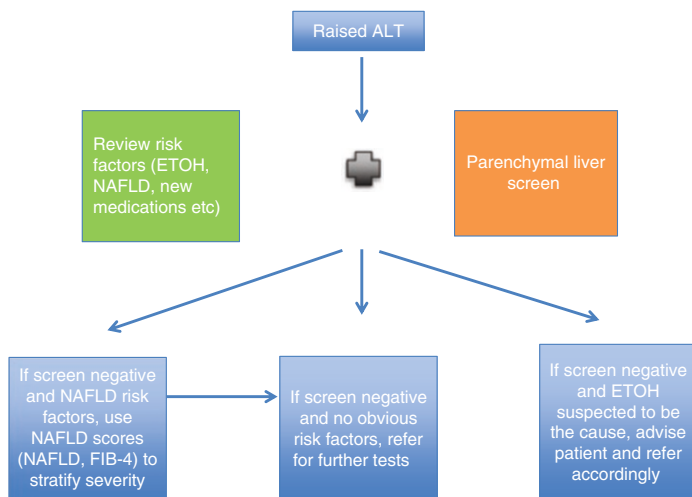 Raised ALT
Review risk
factors (ETOH,
NAFLD, new
medications etc)
Parenchymal liver
screen
If screen negative
and NAFLD risk
factors, use
NAFLD scores
(NAFLD, FIB-4) to
stratify severity
If screen negative
and no obvious
risk factors, refer
for further tests
If screen negative
and ETOH
suspected to be
the cause, advise
patient and refer
accordingly